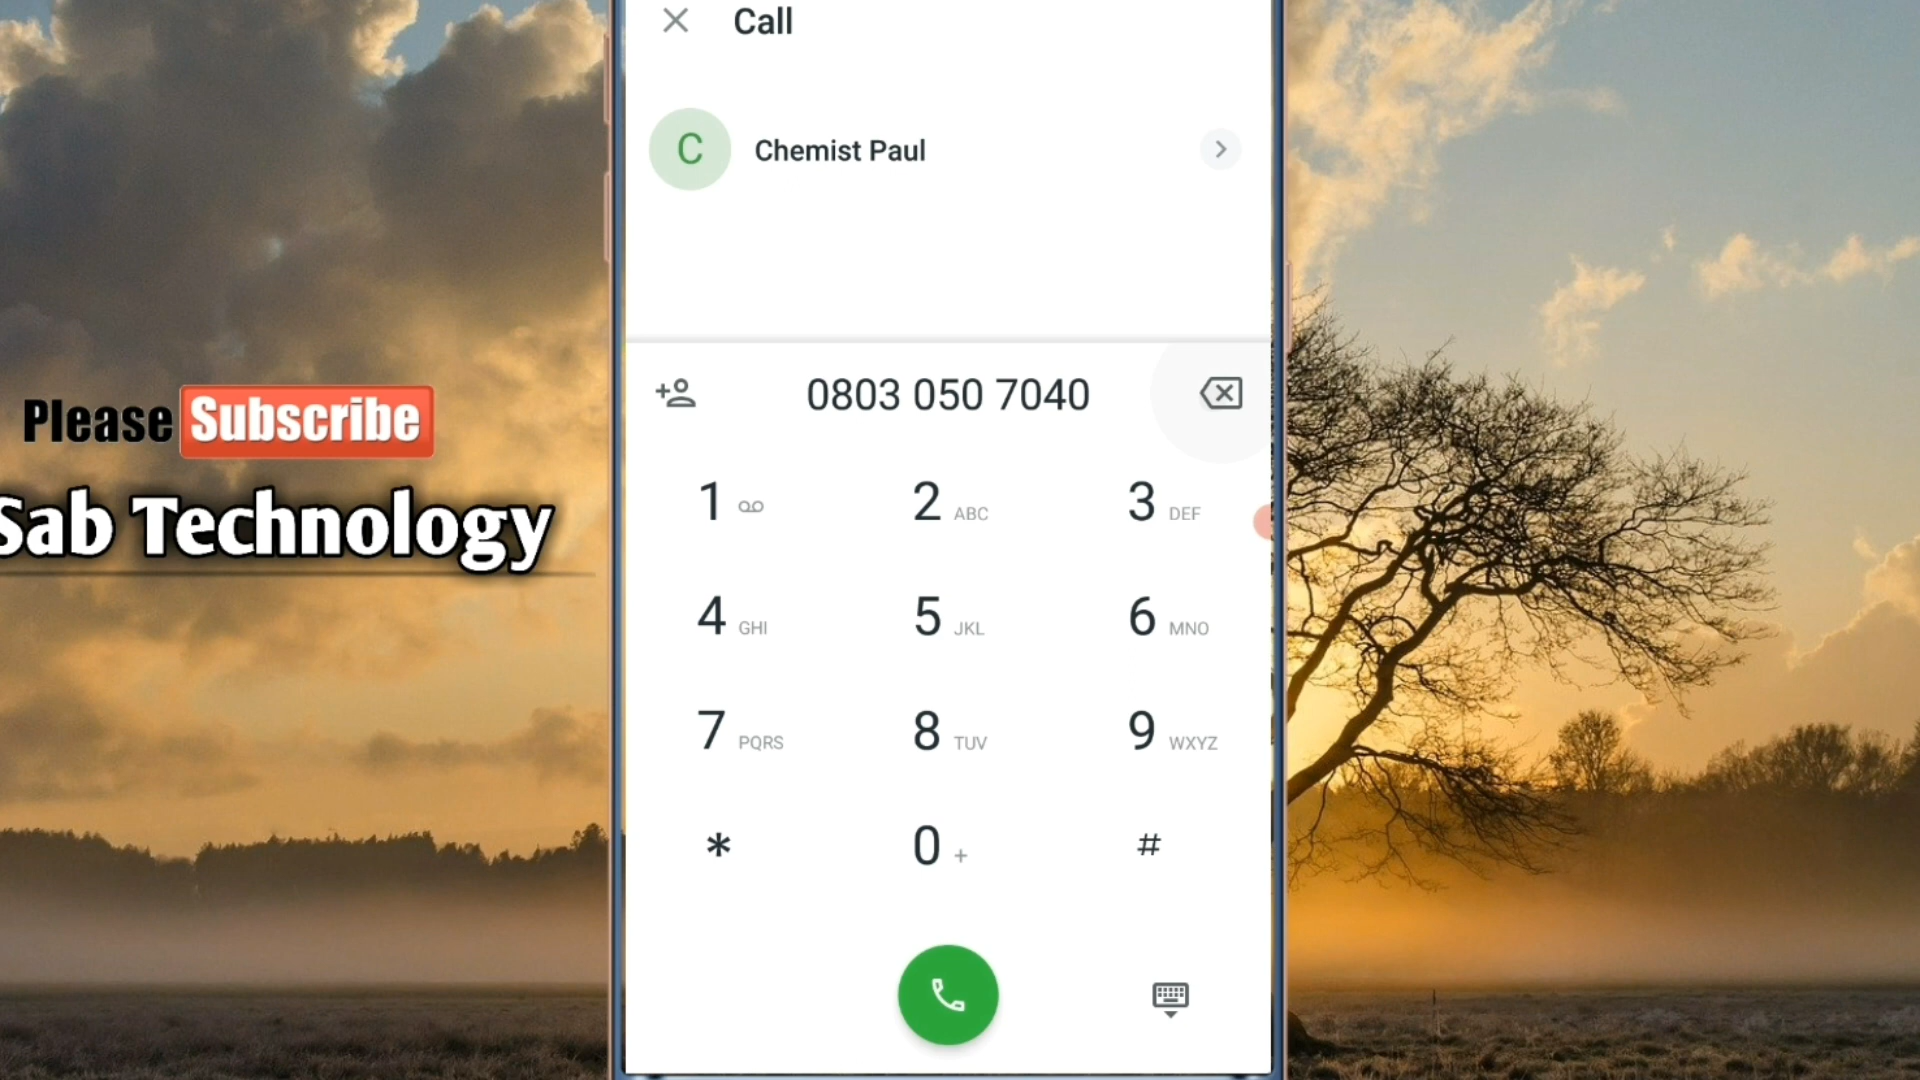 Call
C Chemist Paul
0803 050 7040
1 2 ABC 3 DEF
4 GHI 5 JKL 6 MNO
7 PQRS 8 TUV 9 WXYZ
* 0 + #
Please Subscribe
Sab Technology